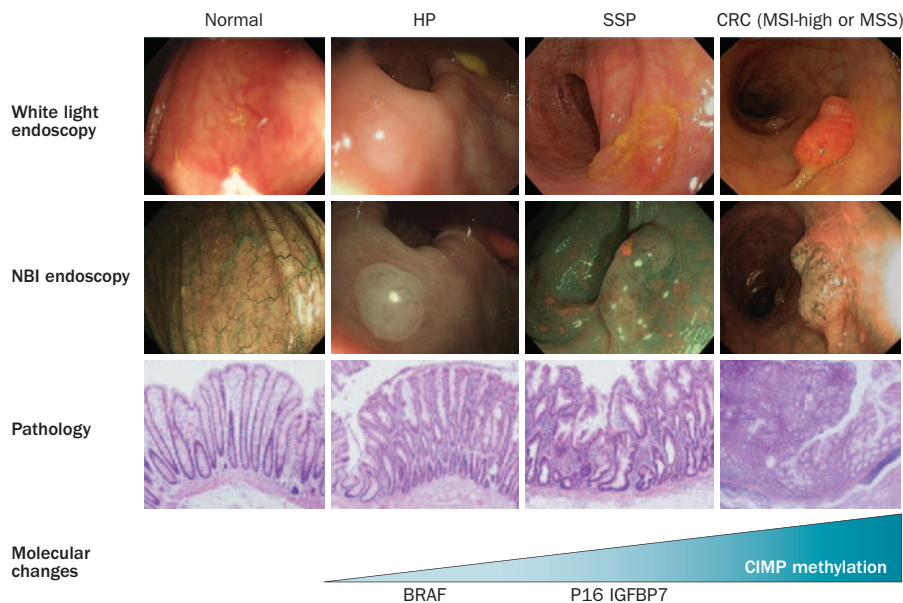 Normal
HP
SSP
CRC (MSI-high or MSS)
White light
endoscopy
NBI endoscopy
Pathology
Molecular
changes
CIMP methylation
BRAF
P16 IGFBP7